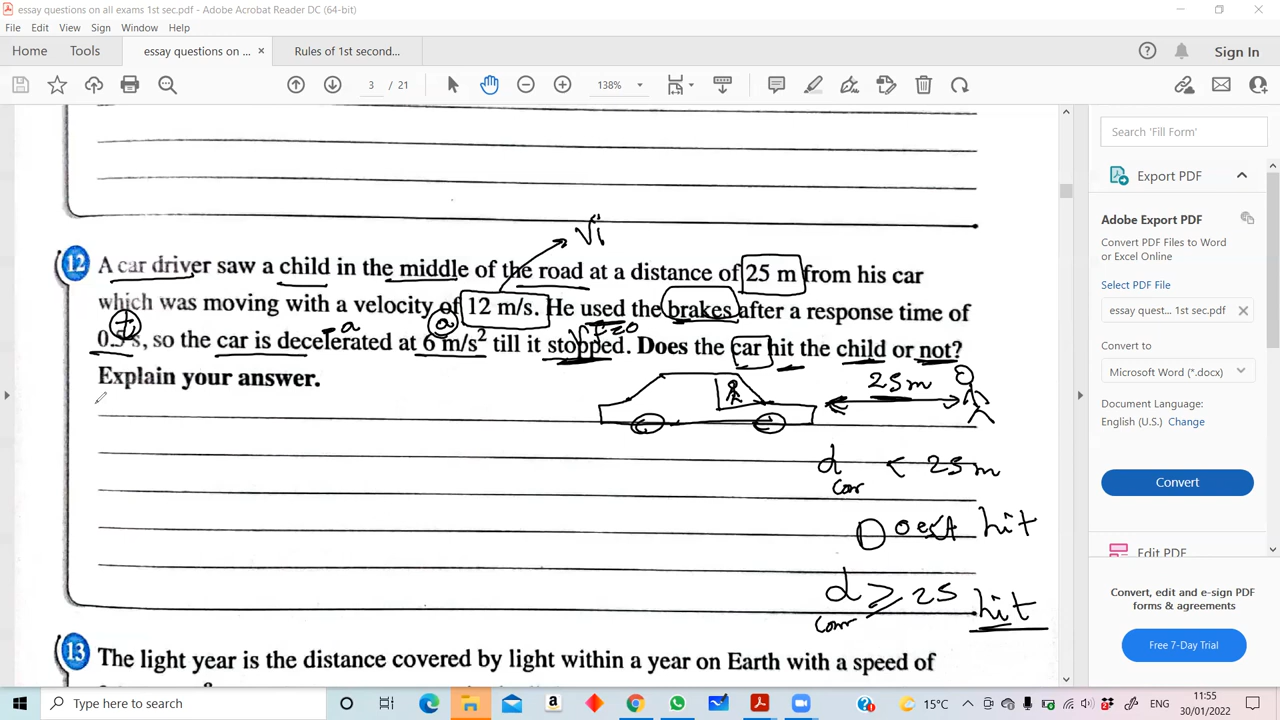 essay questions on all exams 1st sec.pdf - Adobe Acrobat Reader DC (64-bit)
File Edit View Sign Window Help
Home Tools essay questions on ... × Rules of 1st second... Sign In
3 / 21 138%
Search 'Fill Form'
Export PDF
Adobe Export PDF
Convert PDF Files to Word
or Excel Online
Select PDF File
essay ques... 1st sec.pdf ×
Convert to
Microsoft Word (*.docx)
Document Language:
English (U.S.) Change
Convert
Edit PDF
Convert, edit and e-sign PDF
forms & agreements
Free 7-Day Trial
Vi
12 A car driver saw a child in the middle of the road at a distance of 25 m from his car
which was moving with a velocity of 12 m/s. He used the brakes after a response time of
t -a a Vf=zo
0.5 s, so the car is decelerated at 6 m/s² till it stopped. Does the car hit the child or not?
Explain your answer.
25m
d car < 25m
Doesn't hit
d car ≥ 25 hit
13 The light year is the distance covered by light within a year on Earth with a speed of
Type here to search
15°C ENG 11:55
30/01/2022